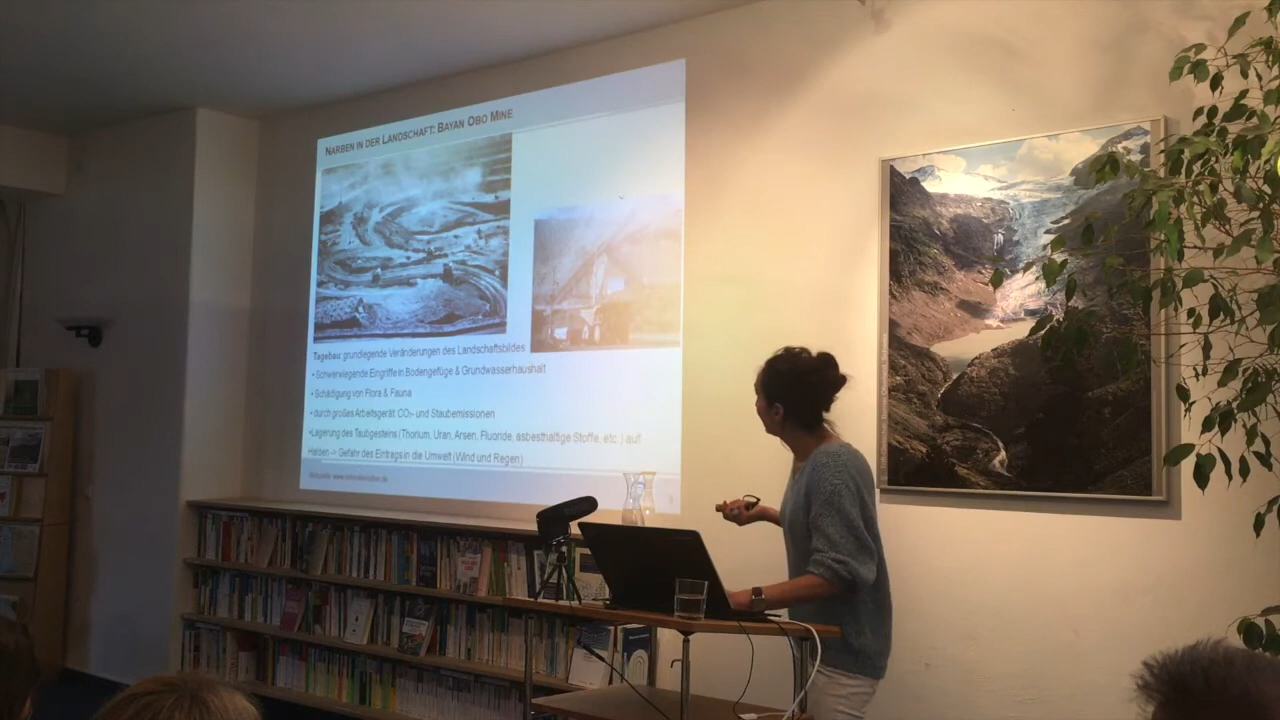 NARBEN IN DER LANDSCHAFT: BAYAN OBO MINE
Tagebau: grundlegende Veränderungen des Landschaftsbildes
• Schwerwiegende Eingriffe in Bodengefüge & Grundwasserhaushalt
• Schädigung von Flora & Fauna
• durch großes Arbeitsgerät CO₂- und Staubemissionen
•Lagerung des Taubgesteins (Thorium, Uran, Arsen, Fluoride, asbesthaltige Stoffe, etc.) auf
Halden -> Gefahr des Eintrags in die Umwelt (Wind und Regen)